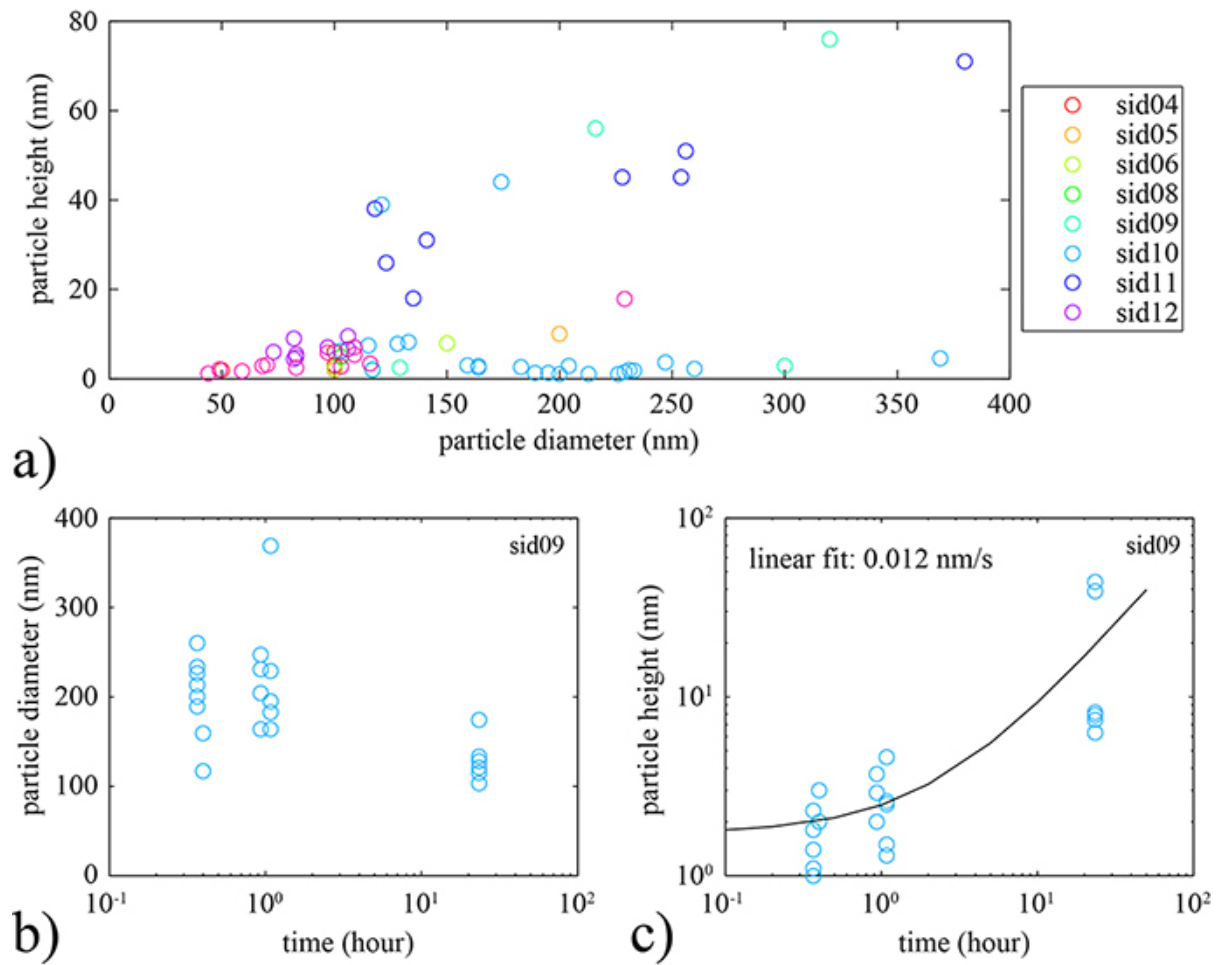 80
60
40
20
0
particle height (nm)
0 50 100 150 200 250 300 350 400
particle diameter (nm)
sid04
sid05
sid06
sid08
sid09
sid10
sid11
sid12
a)
400
300
200
100
0
particle diameter (nm)
sid09
10⁻¹ 10⁰ 10¹ 10²
time (hour)
b)
10²
10¹
10⁰
particle height (nm)
linear fit: 0.012 nm/s
sid09
10⁻¹ 10⁰ 10¹ 10²
time (hour)
c)